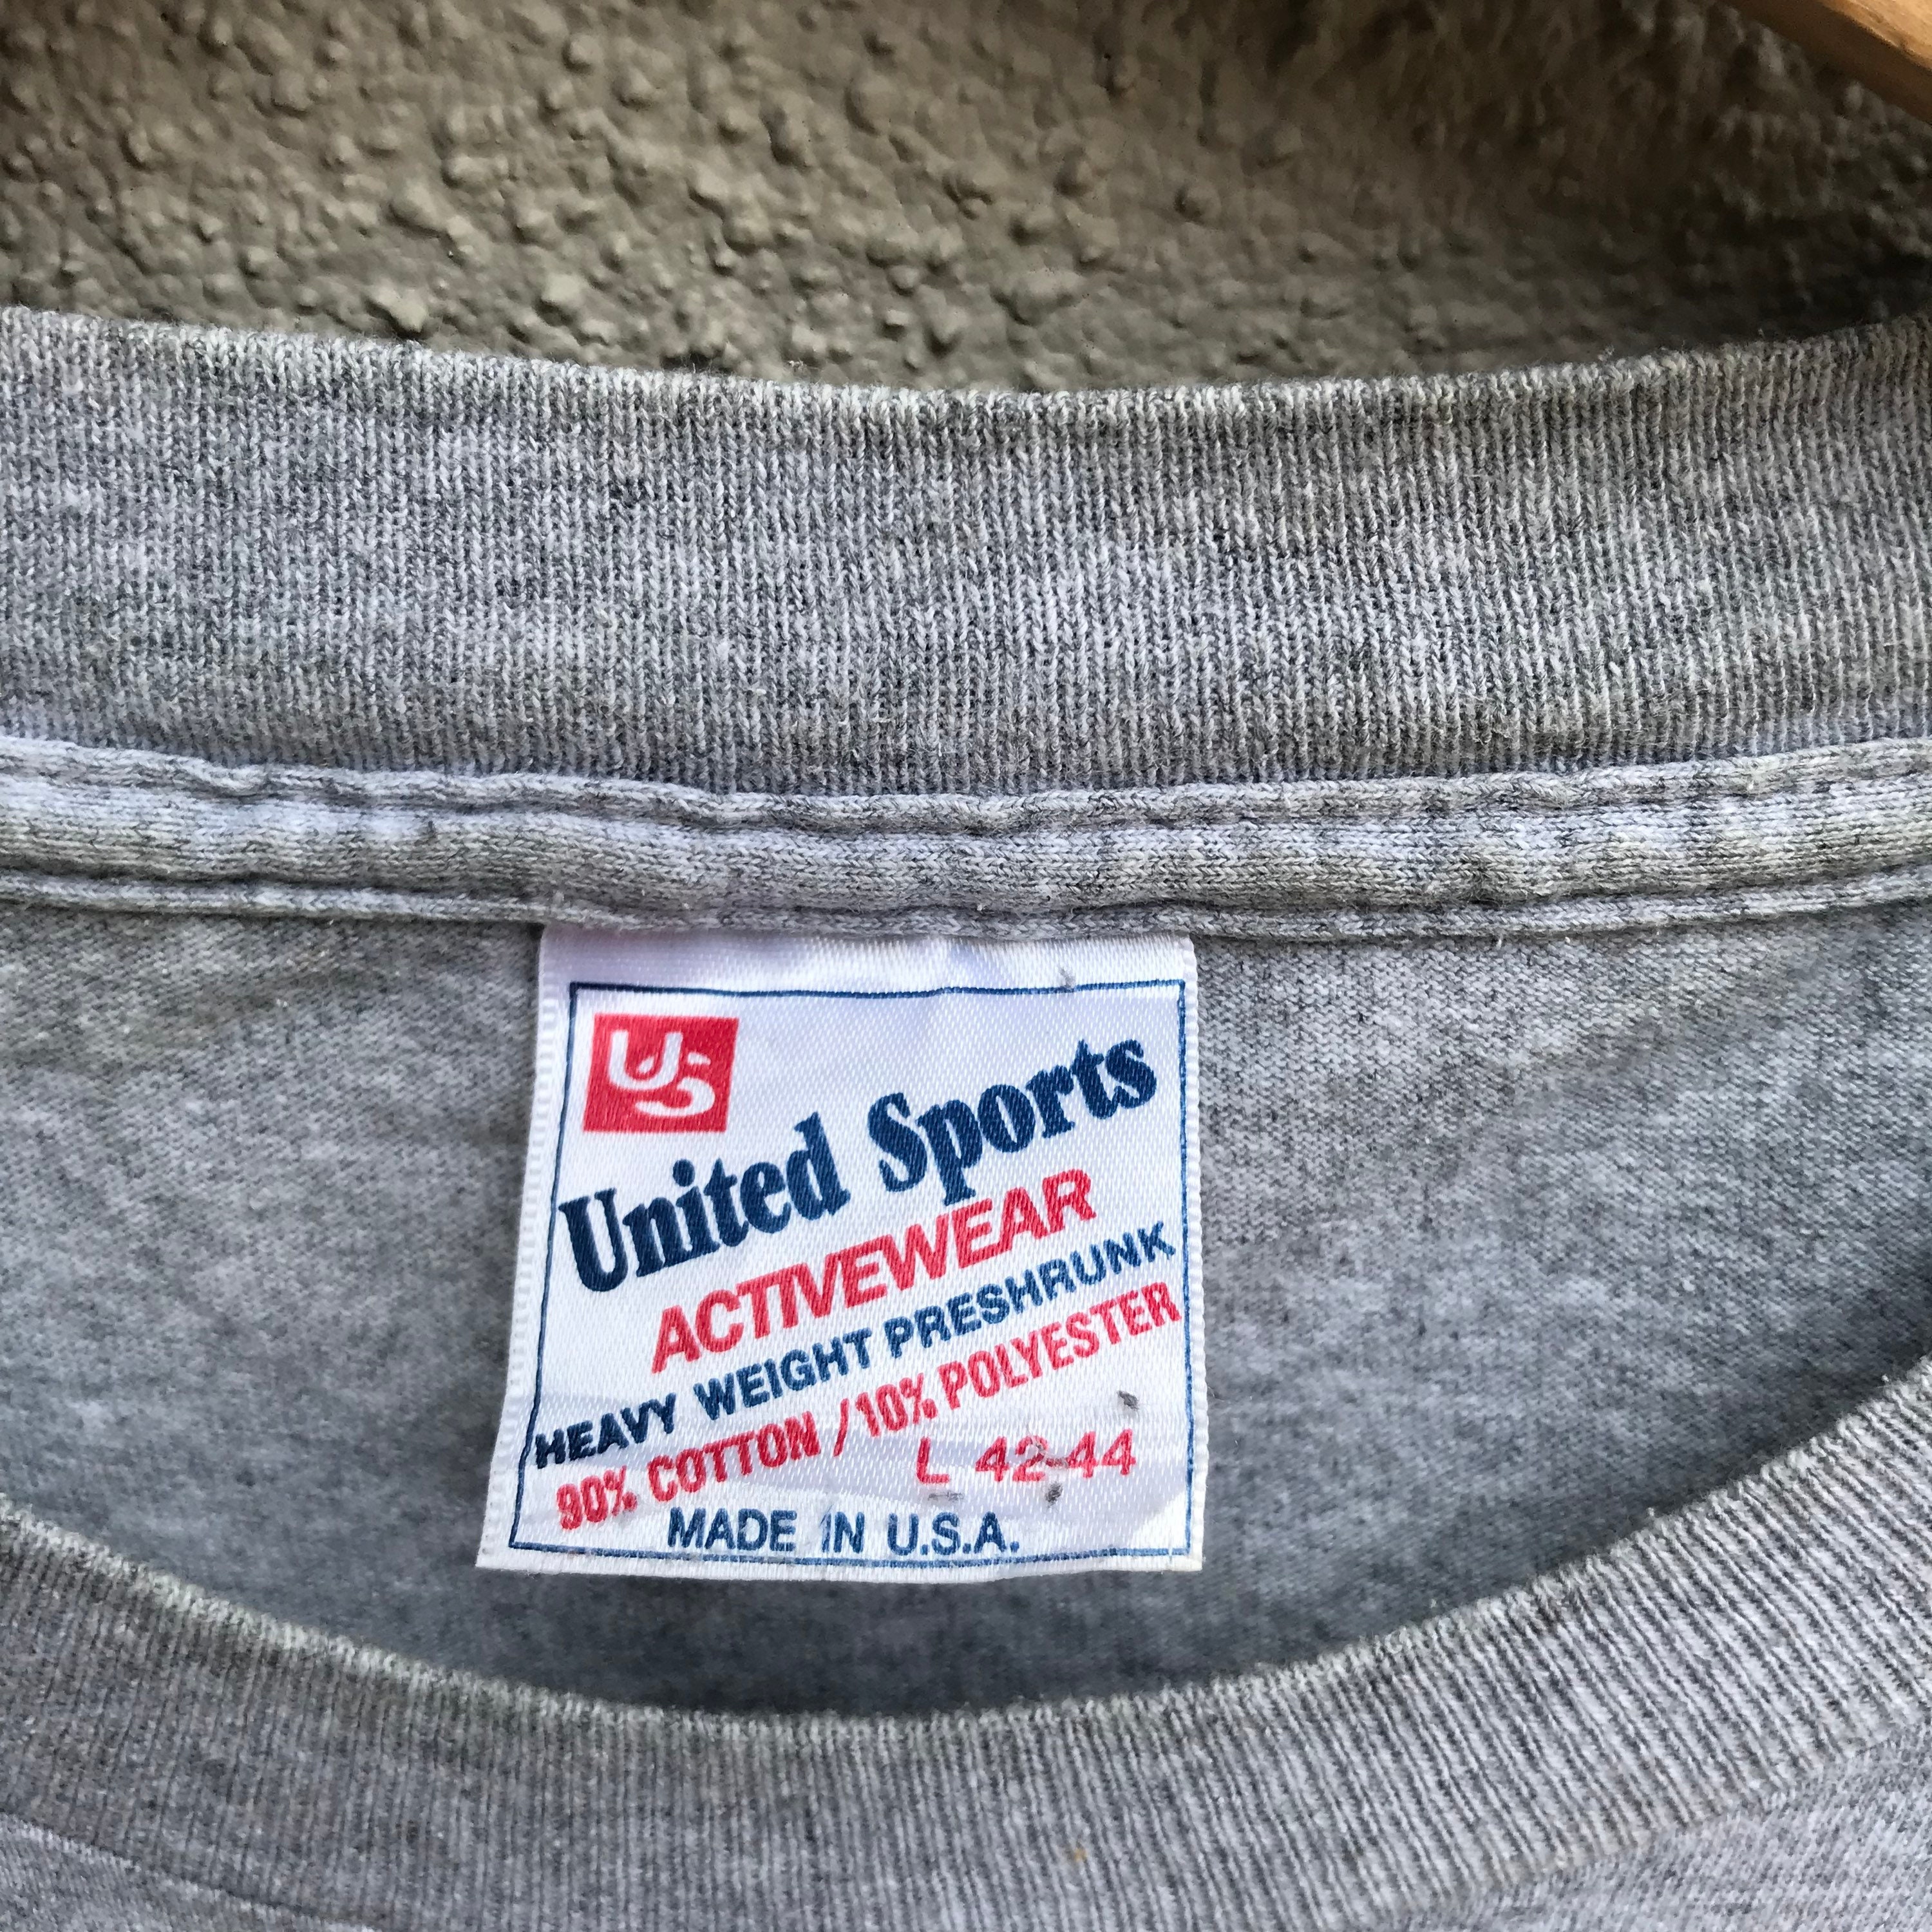 US
United Sports
ACTIVEWEAR
HEAVY WEIGHT PRESHRUNK
90% COTTON / 10% POLYESTER
L 42-44
MADE IN U.S.A.